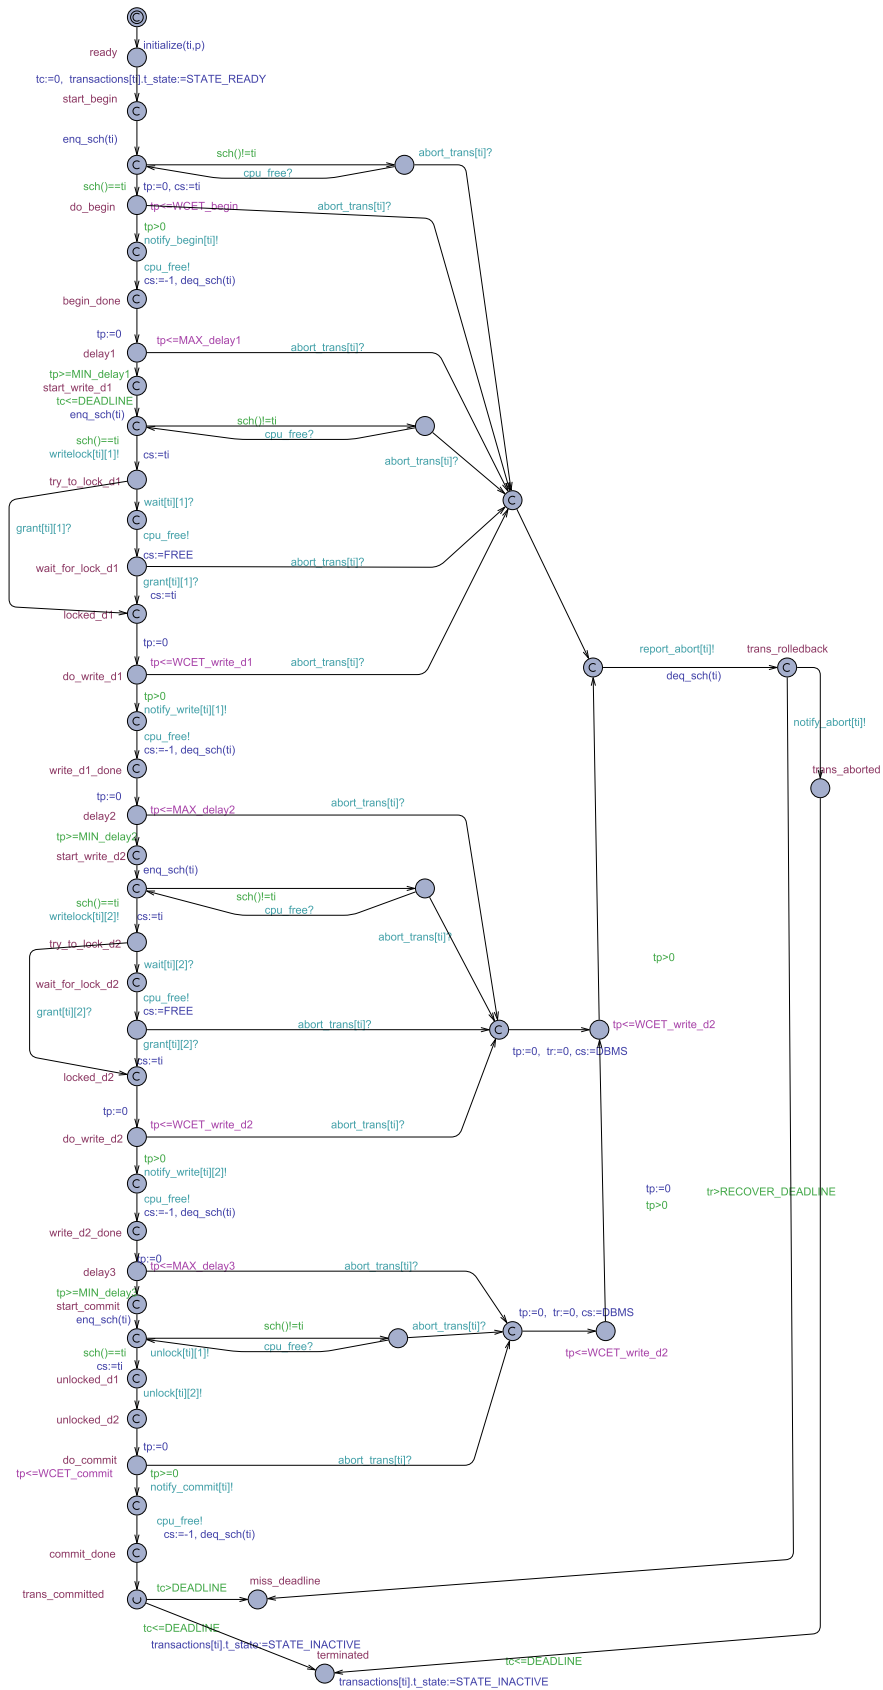 initialize(ti,p)
ready
tc:=0, transactions[ti].t_state:=STATE_READY
start_begin
enq_sch(ti)
sch()!=ti
abort_trans[ti]?
cpu_free?
sch()==ti
tp:=0, cs:=ti
do_begin
tp<=WCET_begin
abort_trans[ti]?
tp>0
notify_begin[ti]!
cpu_free!
cs:=-1, deq_sch(ti)
begin_done
tp:=0
tp<=MAX_delay1
abort_trans[ti]?
delay1
tp>=MIN_delay1
start_write_d1
tc<=DEADLINE
enq_sch(ti)
sch()!=ti
cpu_free?
sch()==ti
writelock[ti][1]!
cs:=ti
abort_trans[ti]?
try_to_lock_d1
wait[ti][1]?
grant[ti][1]?
cpu_free!
cs:=FREE
abort_trans[ti]?
wait_for_lock_d1
grant[ti][1]?
cs:=ti
locked_d1
tp:=0
tp<=WCET_write_d1
abort_trans[ti]?
do_write_d1
report_abort[ti]!
trans_rolledback
deq_sch(ti)
tp>0
notify_write[ti][1]!
notify_abort[ti]!
cpu_free!
cs:=-1, deq_sch(ti)
write_d1_done
trans_aborted
tp:=0
tp<=MAX_delay2
abort_trans[ti]?
delay2
tp>=MIN_delay2
start_write_d2
enq_sch(ti)
sch()!=ti
cpu_free?
sch()==ti
writelock[ti][2]!
cs:=ti
abort_trans[ti]?
try_to_lock_d2
wait[ti][2]?
tp>0
wait_for_lock_d2
cpu_free!
cs:=FREE
grant[ti][2]?
abort_trans[ti]?
tp<=WCET_write_d2
grant[ti][2]?
tp:=0, tr:=0, cs:=DBMS
cs:=ti
locked_d2
tp:=0
tp<=WCET_write_d2
abort_trans[ti]?
do_write_d2
tp>0
notify_write[ti][2]!
tp:=0
tr>RECOVER_DEADLINE
cpu_free!
tp>0
cs:=-1, deq_sch(ti)
write_d2_done
tp:=0
tp<=MAX_delay3
abort_trans[ti]?
delay3
tp>=MIN_delay3
start_commit
tp:=0, tr:=0, cs:=DBMS
enq_sch(ti)
sch()!=ti
abort_trans[ti]?
cpu_free?
sch()==ti
unlock[ti][1]!
tp<=WCET_write_d2
cs:=ti
unlocked_d1
unlock[ti][2]!
unlocked_d2
tp:=0
do_commit
abort_trans[ti]?
tp<=WCET_commit
tp>=0
notify_commit[ti]!
cpu_free!
cs:=-1, deq_sch(ti)
commit_done
miss_deadline
trans_committed
tc>DEADLINE
tc<=DEADLINE
transactions[ti].t_state:=STATE_INACTIVE
terminated
tc<=DEADLINE
transactions[ti].t_state:=STATE_INACTIVE